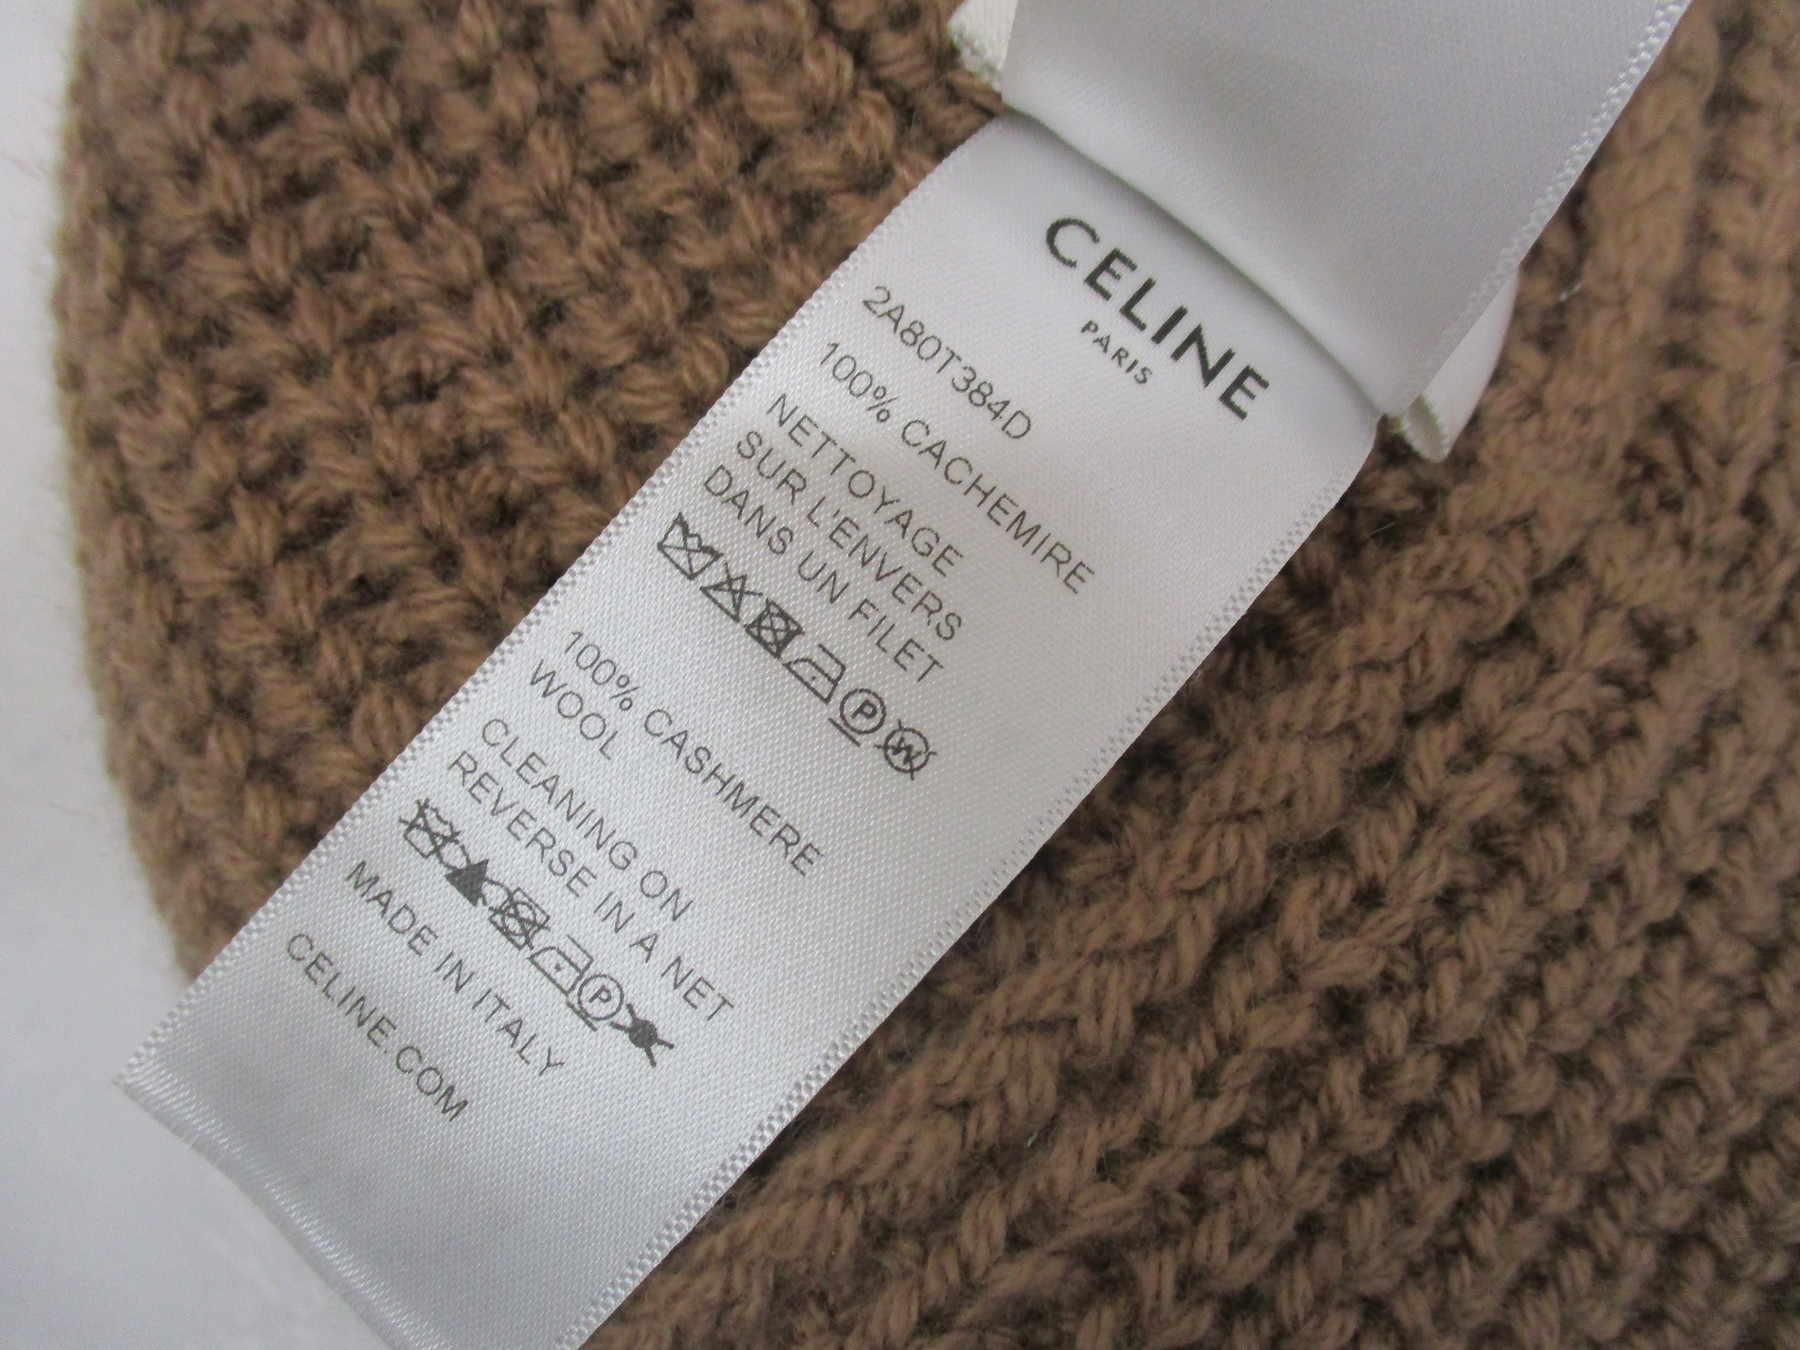 CELINE
PARIS
2A80T384D
100% CACHEMIRE
NETTOYAGE
SUR L'ENVERS
DANS UN FILET
P W
100% CASHMERE
WOOL
CLEANING ON
REVERSE IN A NET
P
MADE IN ITALY
CELINE.COM